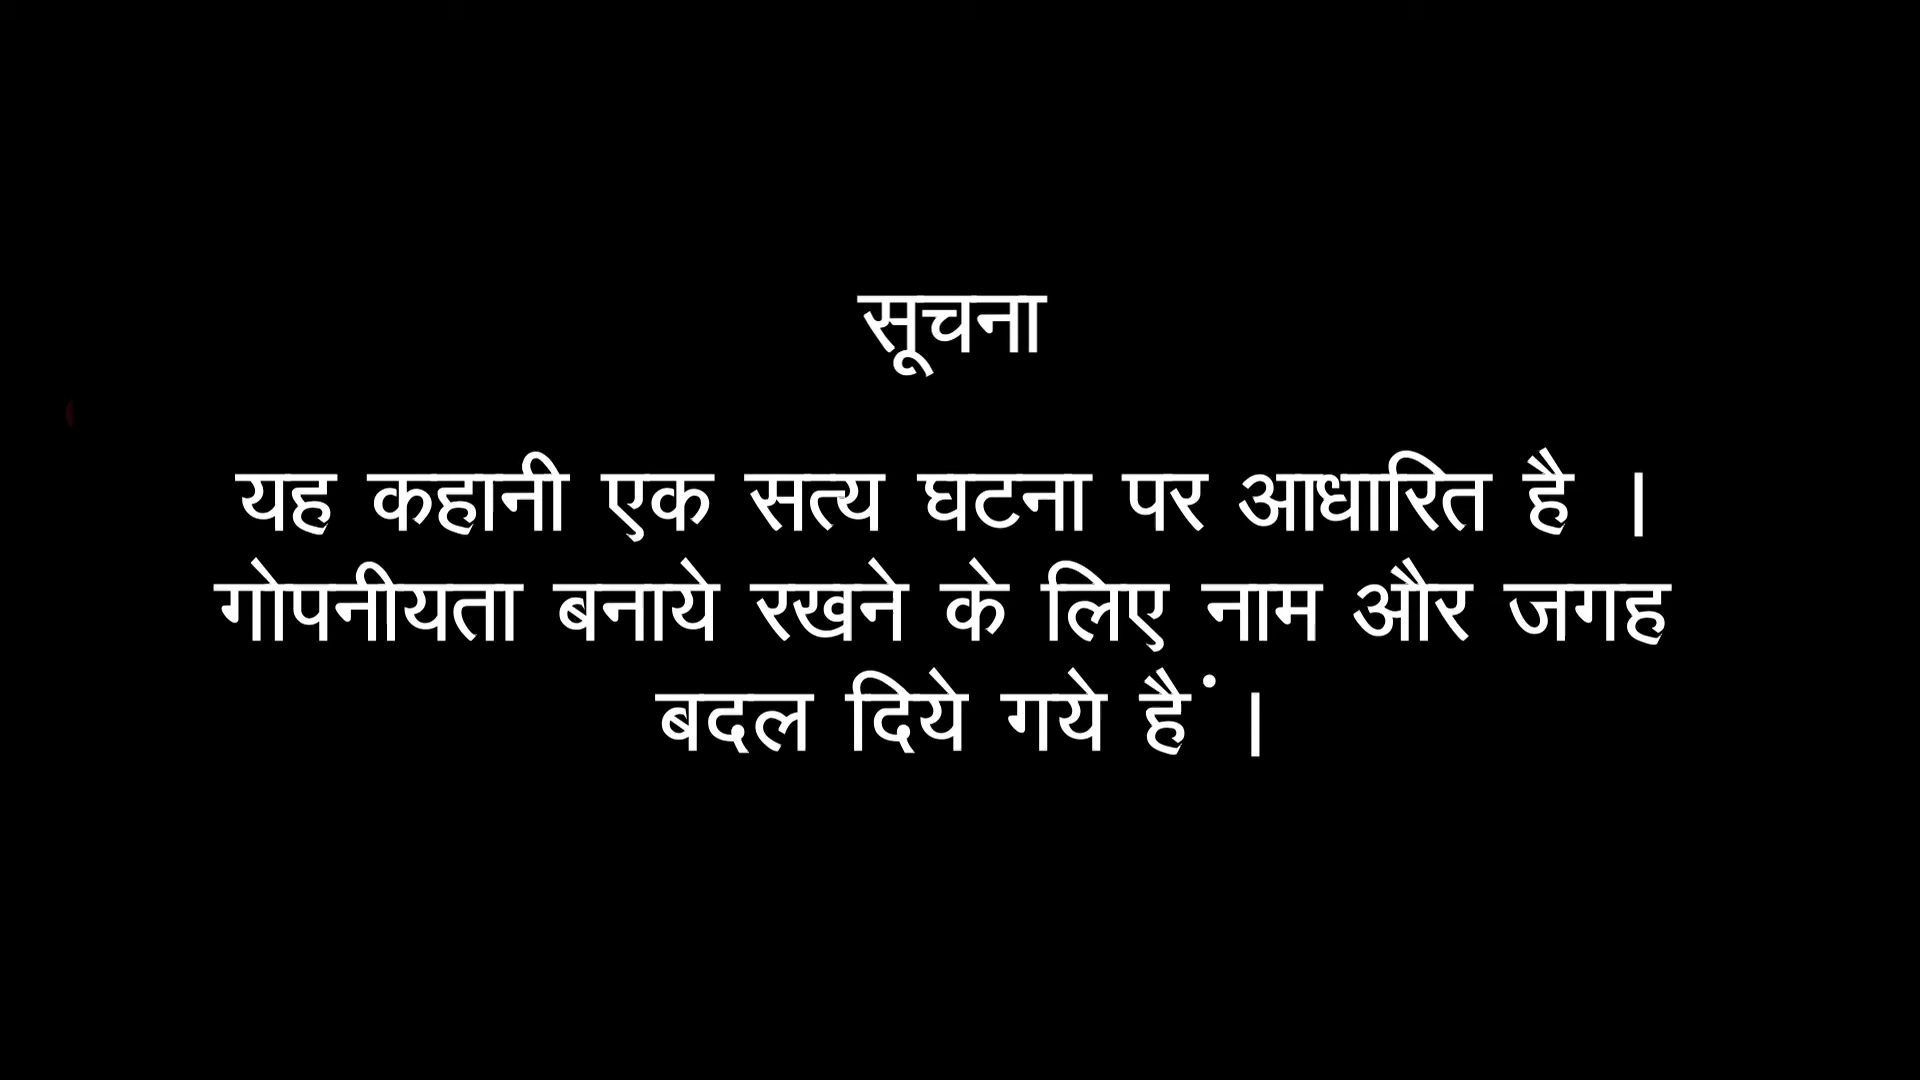 सूचना
यह कहानी एक सत्य घटना पर आधारित है ।
गोपनीयता बनाये रखने के लिए नाम और जगह
बदल दिये गये हैं ।